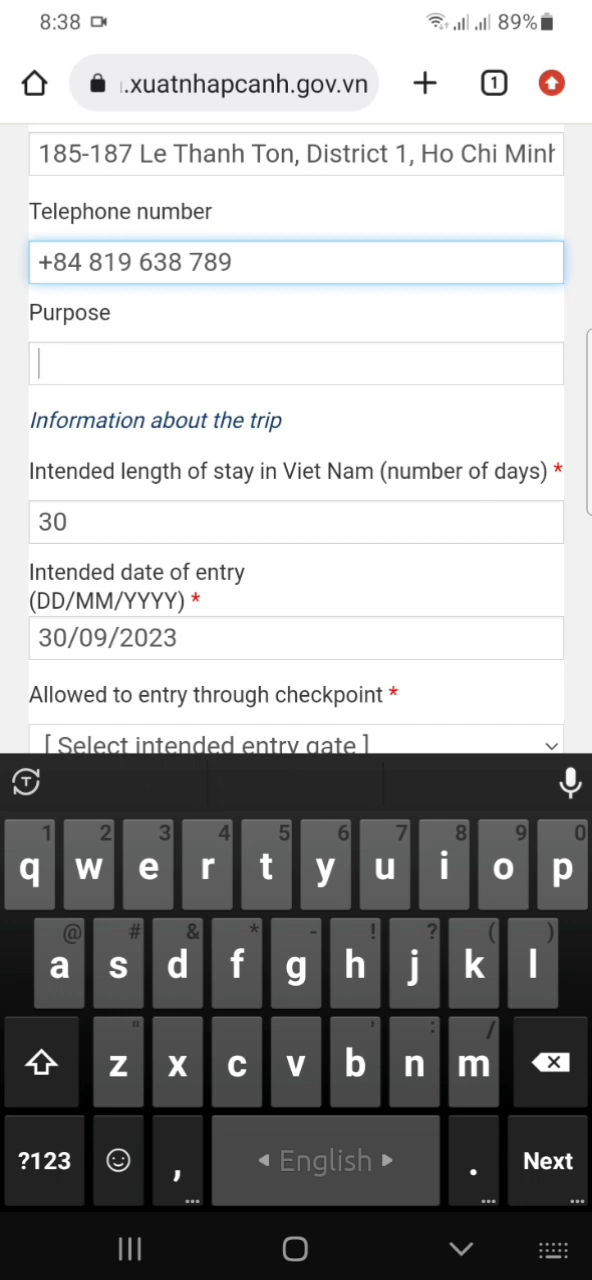 8:38
89%
.xuatnhapcanh.gov.vn
1
185-187 Le Thanh Ton, District 1, Ho Chi Minh
Telephone number
+84 819 638 789
Purpose
Information about the trip
Intended length of stay in Viet Nam (number of days) *
30
Intended date of entry
(DD/MM/YYYY) *
30/09/2023
Allowed to entry through checkpoint *
[ Select intended entry gate ]
T
1 2 3 4 5 6 7 8 9 0
q w e r t y u i o p
@ # & * - ! ? ( )
a s d f g h j k l
" ' : /
z x c v b n m
?123 , English . Next